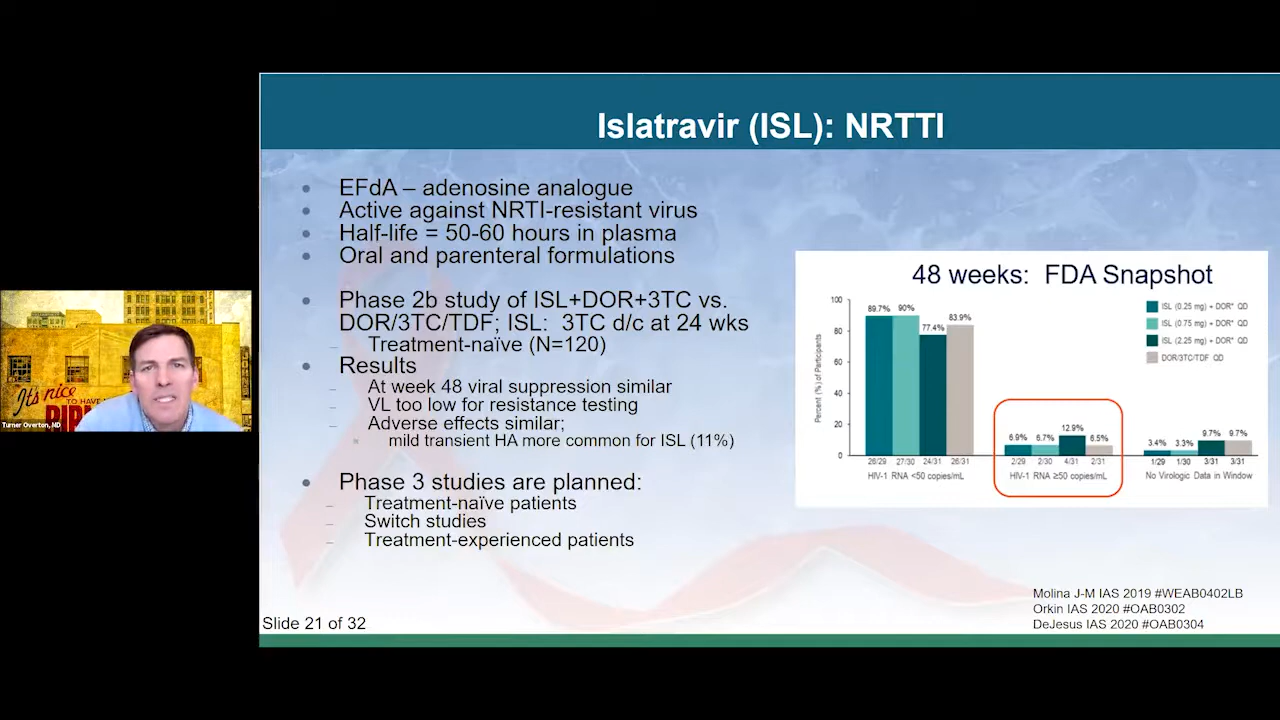 Islatravir (ISL): NRTTI
EFdA – adenosine analogue
Active against NRTI-resistant virus
Half-life = 50-60 hours in plasma
Oral and parenteral formulations
Phase 2b study of ISL+DOR+3TC vs.
DOR/3TC/TDF; ISL: 3TC d/c at 24 wks
Treatment-naïve (N=120)
Results
At week 48 viral suppression similar
VL too low for resistance testing
Adverse effects similar;
mild transient HA more common for ISL (11%)
Phase 3 studies are planned:
Treatment-naïve patients
Switch studies
Treatment-experienced patients
48 weeks: FDA Snapshot
Percent (%) of Participants
100
80
60
40
20
0
ISL (0.25 mg) + DOR* QD
ISL (0.75 mg) + DOR* QD
ISL (2.25 mg) + DOR* QD
DOR/3TC/TDF QD
89.7% 90% 77.4% 83.9%
6.9% 6.7% 12.9% 6.5%
3.4% 3.3% 9.7% 9.7%
26/29 27/30 24/31 26/31
2/29 2/30 4/31 2/31
1/29 1/30 3/31 3/31
HIV-1 RNA <50 copies/mL
HIV-1 RNA ≥50 copies/mL
No Virologic Data in Window
Molina J-M IAS 2019 #WEAB0402LB
Orkin IAS 2020 #OAB0302
DeJesus IAS 2020 #OAB0304
Slide 21 of 32
It's nice
TO HAVE
Turner Overton, MD